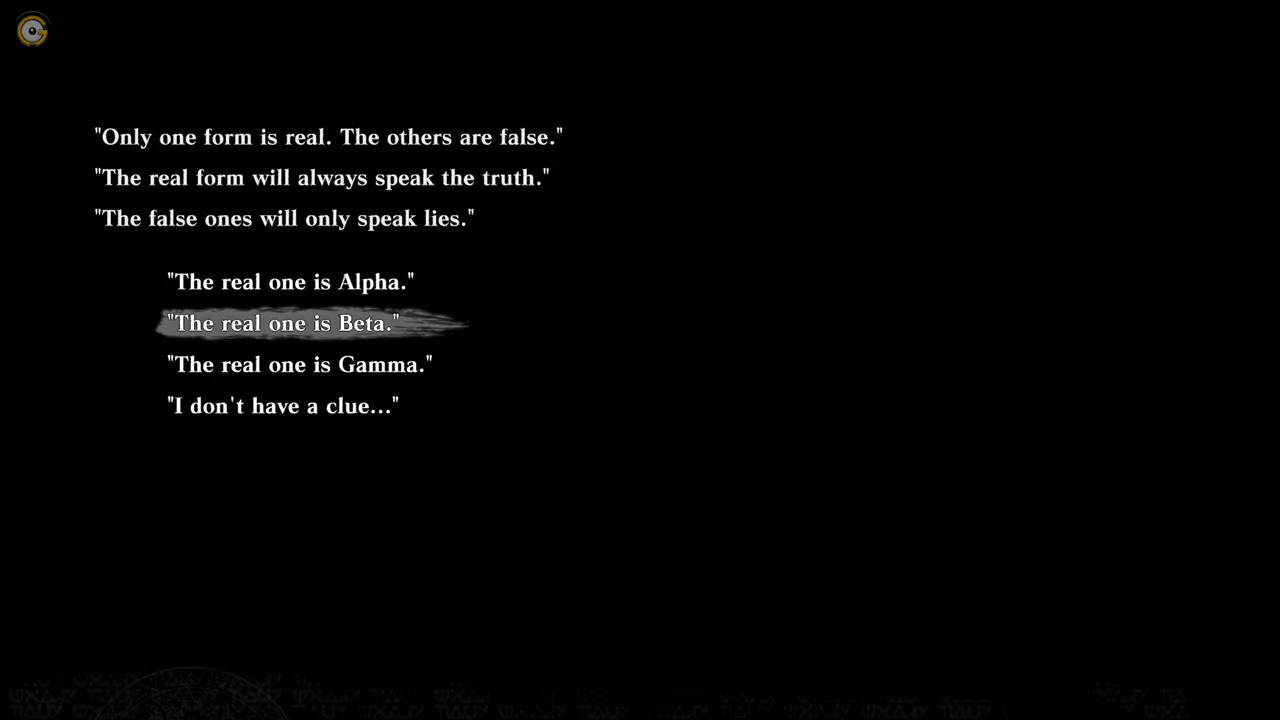 "Only one form is real. The others are false."
"The real form will always speak the truth."
"The false ones will only speak lies."
"The real one is Alpha."
"The real one is Beta."
"The real one is Gamma."
"I don't have a clue..."